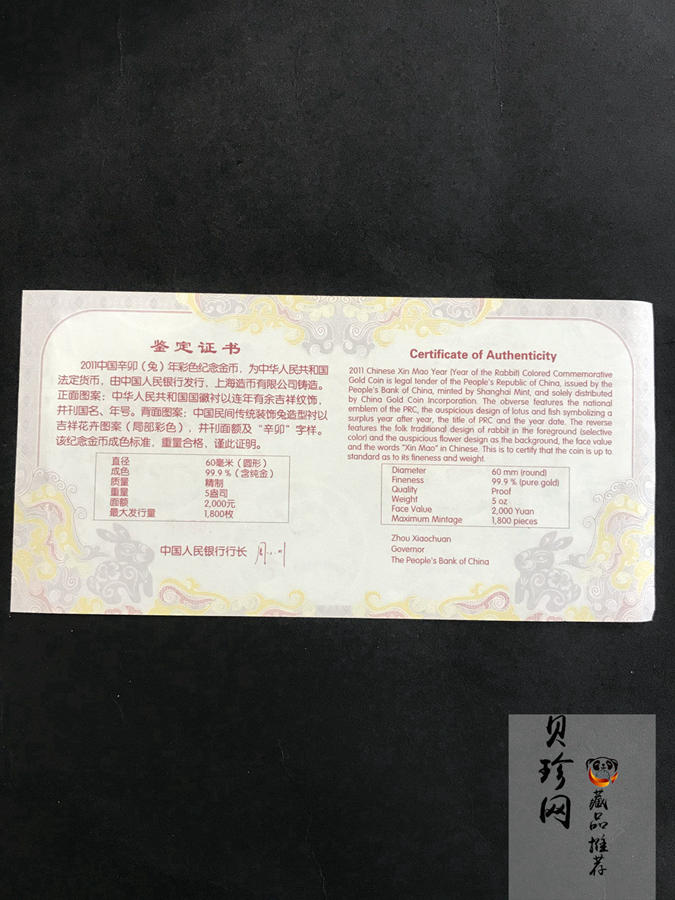 鉴定证书
2011中国辛卯（兔）年彩色纪念金币，为中华人民共和国
法定货币，由中国人民银行发行，上海造币有限公司铸造。
正面图案：中华人民共和国国徽衬以连年有余吉祥纹饰，
并刊国名、年号。背面图案：中国民间传统装饰兔造型衬以
吉祥花卉图案（局部彩色），并刊面额及“辛卯”字样。
该纪念金币成色标准，重量合格，谨此证明。
直径 60毫米（圆形）
成色 99.9％（含纯金）
质量 精制
重量 5盎司
面额 2,000元
最大发行量 1,800枚
中国人民银行行长
Certificate of Authenticity
2011 Chinese Xin Mao Year (Year of the Rabbit) Colored Commemorative
Gold Coin is legal tender of the People's Republic of China, issued by the
People's Bank of China, minted by Shanghai Mint, and solely distributed
by China Gold Coin Incorporation. The obverse features the national
emblem of the PRC, the auspicious design of lotus and fish symbolizing a
surplus year after year, the title of PRC and the year date. The reverse
features the folk traditional design of rabbit in the foreground (selective
color) and the auspicious flower design as the background, the face value
and the words "Xin Mao" in Chinese. This is to certify that the coin is up to
standard as to its fineness and weight.
Diameter 60 mm (round)
Fineness 99.9 % (pure gold)
Quality Proof
Weight 5 oz
Face Value 2,000 Yuan
Maximum Mintage 1,800 pieces
Zhou Xiaochuan
Governor
The People's Bank of China
贝珍网
藏品推荐